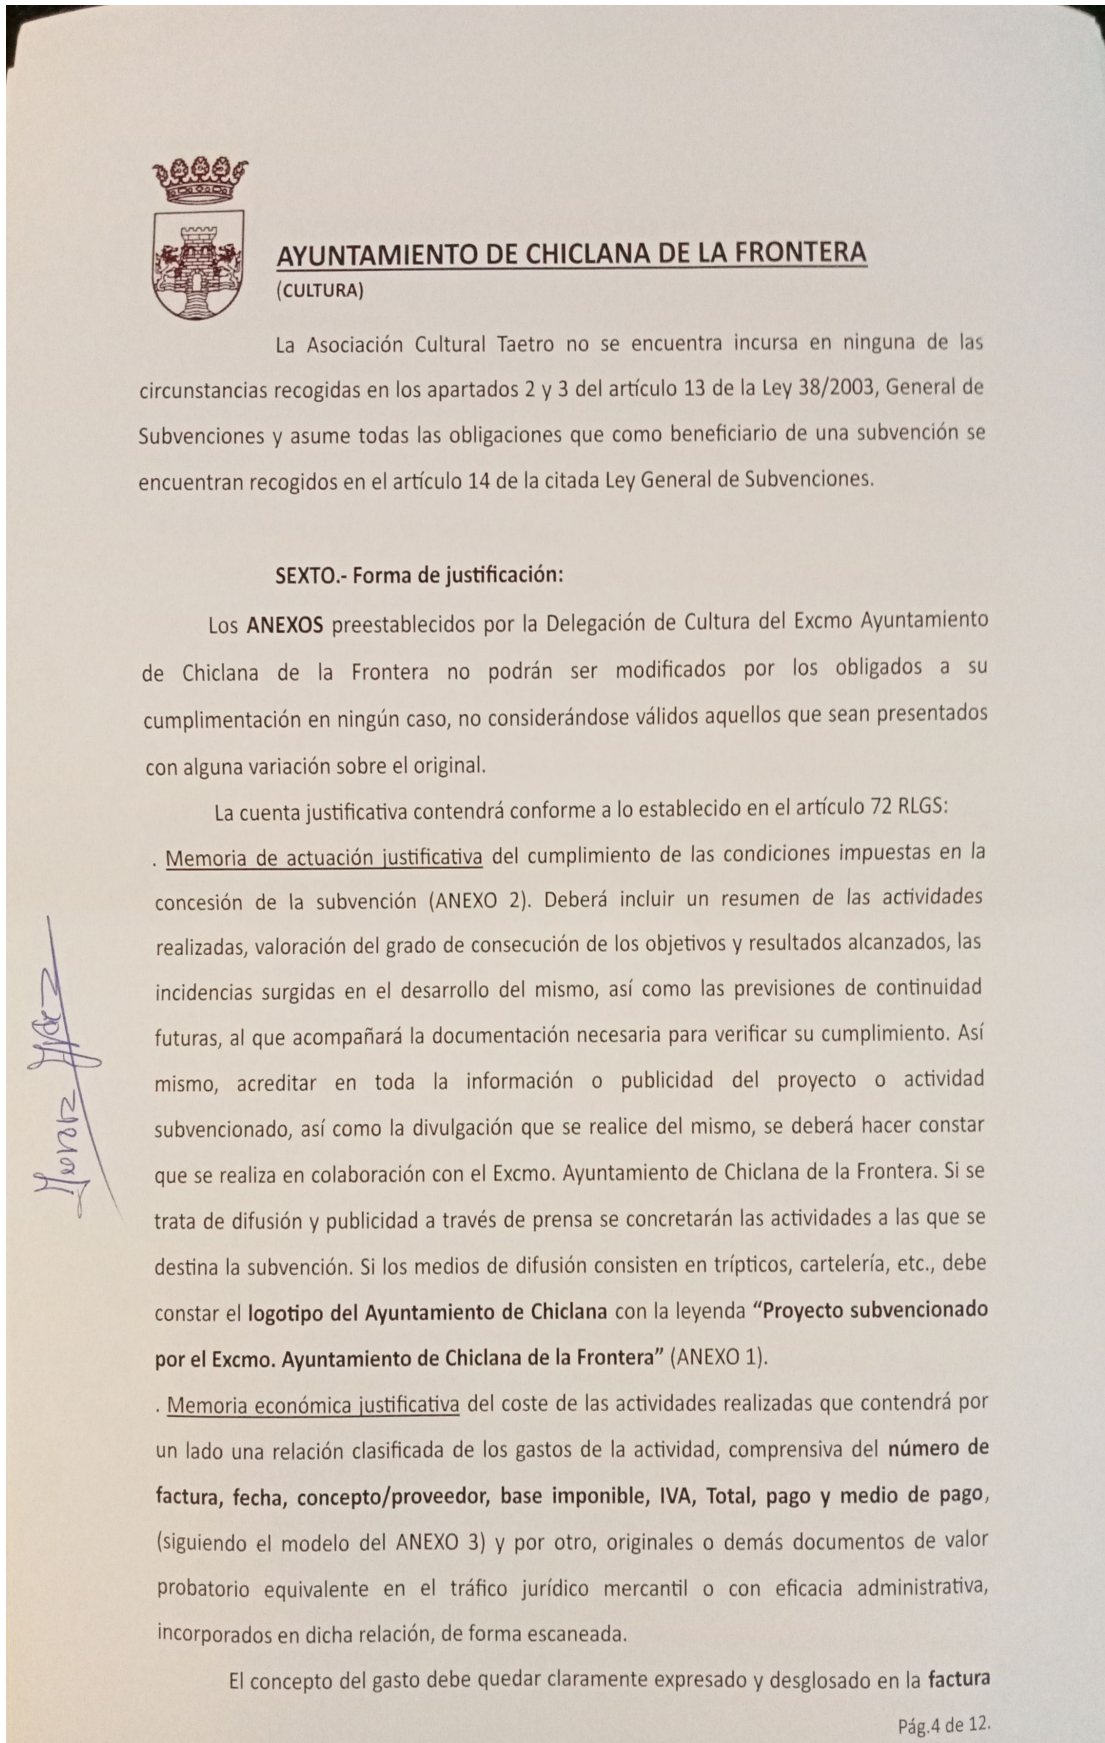 AYUNTAMIENTO DE CHICLANA DE LA FRONTERA
(CULTURA)
La Asociación Cultural Taetro no se encuentra incursa en ninguna de las
circunstancias recogidas en los apartados 2 y 3 del artículo 13 de la Ley 38/2003, General de
Subvenciones y asume todas las obligaciones que como beneficiario de una subvención se
encuentran recogidos en el artículo 14 de la citada Ley General de Subvenciones.
SEXTO.- Forma de justificación:
Los ANEXOS preestablecidos por la Delegación de Cultura del Excmo Ayuntamiento
de Chiclana de la Frontera no podrán ser modificados por los obligados a su
cumplimentación en ningún caso, no considerándose válidos aquellos que sean presentados
con alguna variación sobre el original.
La cuenta justificativa contendrá conforme a lo establecido en el artículo 72 RLGS:
. Memoria de actuación justificativa del cumplimiento de las condiciones impuestas en la
concesión de la subvención (ANEXO 2). Deberá incluir un resumen de las actividades
realizadas, valoración del grado de consecución de los objetivos y resultados alcanzados, las
incidencias surgidas en el desarrollo del mismo, así como las previsiones de continuidad
futuras, al que acompañará la documentación necesaria para verificar su cumplimiento. Así
mismo, acreditar en toda la información o publicidad del proyecto o actividad
subvencionado, así como la divulgación que se realice del mismo, se deberá hacer constar
que se realiza en colaboración con el Excmo. Ayuntamiento de Chiclana de la Frontera. Si se
trata de difusión y publicidad a través de prensa se concretarán las actividades a las que se
destina la subvención. Si los medios de difusión consisten en trípticos, cartelería, etc., debe
constar el logotipo del Ayuntamiento de Chiclana con la leyenda “Proyecto subvencionado
por el Excmo. Ayuntamiento de Chiclana de la Frontera” (ANEXO 1).
. Memoria económica justificativa del coste de las actividades realizadas que contendrá por
un lado una relación clasificada de los gastos de la actividad, comprensiva del número de
factura, fecha, concepto/proveedor, base imponible, IVA, Total, pago y medio de pago,
(siguiendo el modelo del ANEXO 3) y por otro, originales o demás documentos de valor
probatorio equivalente en el tráfico jurídico mercantil o con eficacia administrativa,
incorporados en dicha relación, de forma escaneada.
El concepto del gasto debe quedar claramente expresado y desglosado en la factura
Pág.4 de 12.